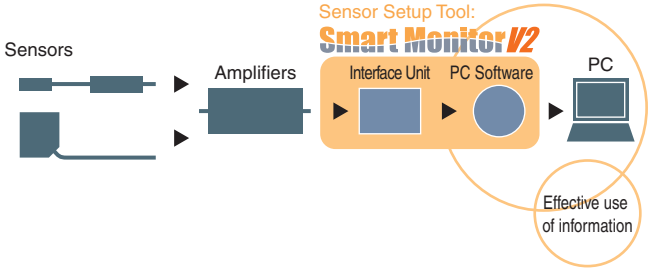 Sensor Setup Tool:
Smart Monitor V2
Sensors
Amplifiers
Interface Unit
PC Software
PC
Effective use
of information